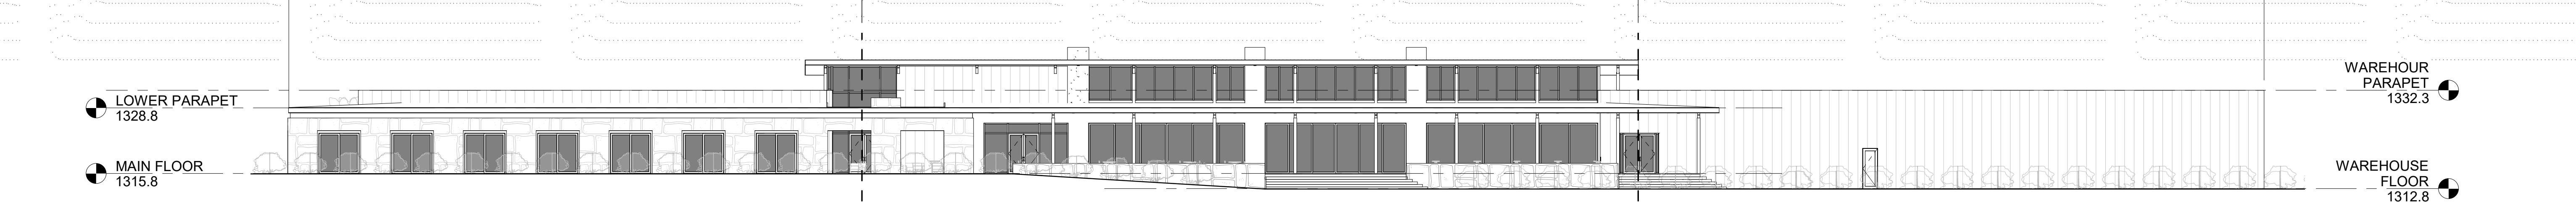 LOWER PARAPET
1328.8
MAIN FLOOR
1315.8
WAREHOUR
PARAPET
1332.3
WAREHOUSE
FLOOR
1312.8